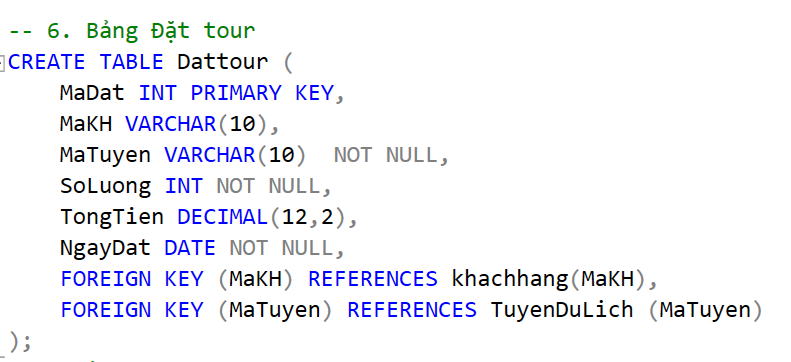 -- 6. Bảng Đặt tour
CREATE TABLE Dattour (
MaDat INT PRIMARY KEY,
MaKH VARCHAR(10),
MaTuyen VARCHAR(10)  NOT NULL,
SoLuong INT NOT NULL,
TongTien DECIMAL(12,2),
NgayDat DATE NOT NULL,
FOREIGN KEY (MaKH) REFERENCES khachhang(MaKH),
FOREIGN KEY (MaTuyen) REFERENCES TuyenDuLich (MaTuyen)
);